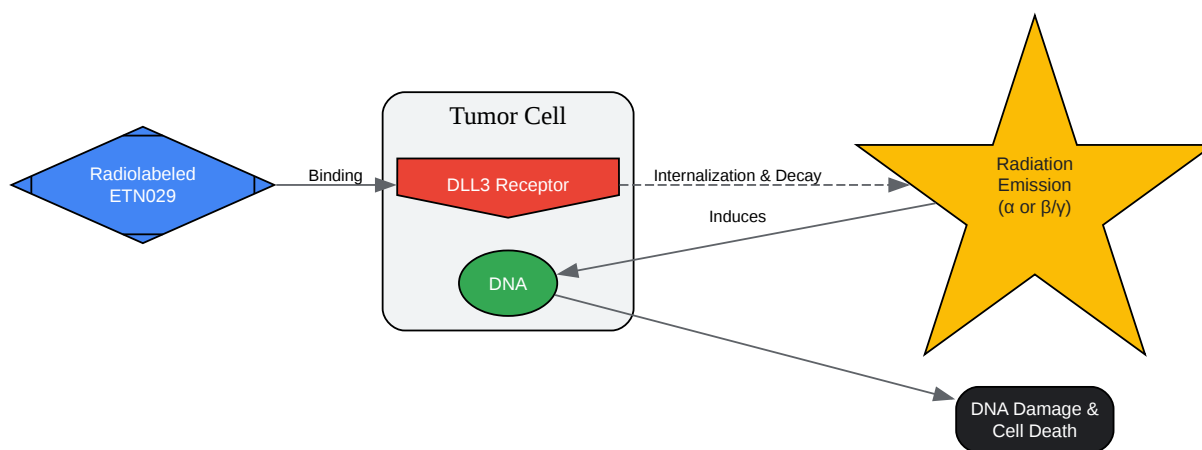 Tumor Cell
Radiolabeled
ETN029
Binding
DLL3 Receptor
Internalization & Decay
Radiation
Emission
(α or β/γ)
Induces
DNA
DNA Damage &
Cell Death